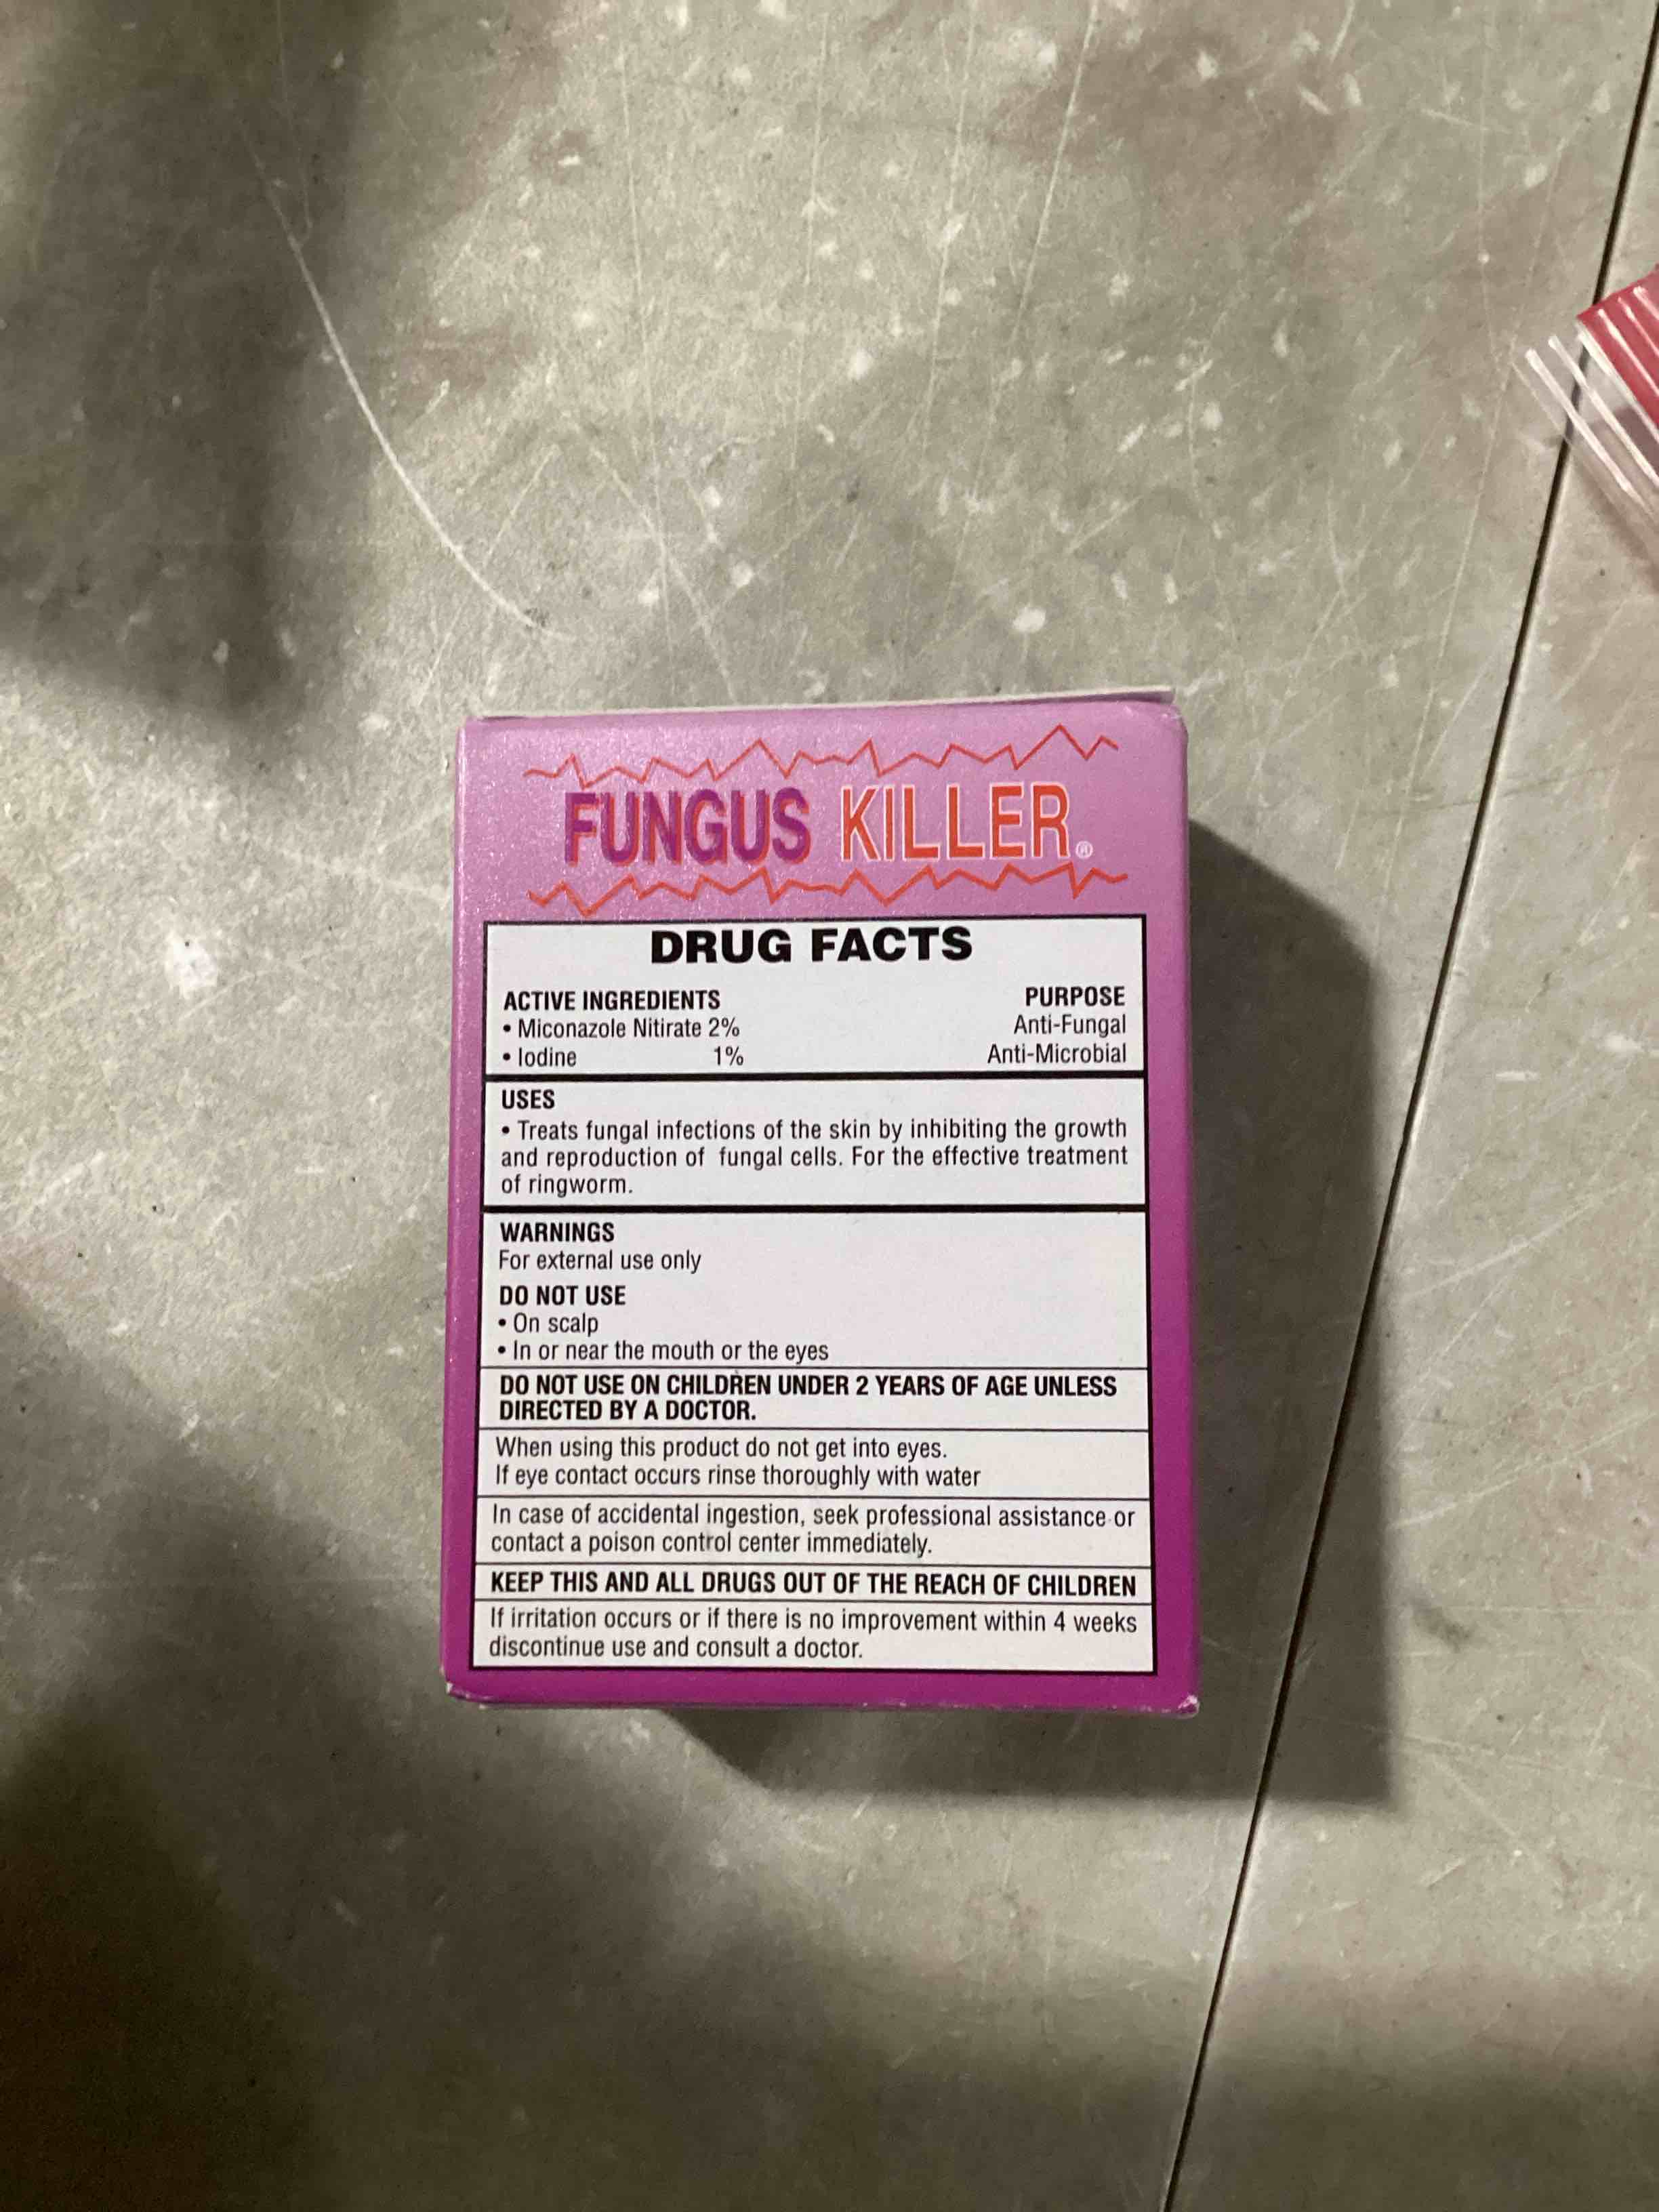 FUNGUS KILLER®
DRUG FACTS
ACTIVE INGREDIENTS PURPOSE
• Miconazole Nitirate 2% Anti-Fungal
• Iodine 1% Anti-Microbial
USES
• Treats fungal infections of the skin by inhibiting the growth
and reproduction of fungal cells. For the effective treatment
of ringworm.
WARNINGS
For external use only
DO NOT USE
• On scalp
• In or near the mouth or the eyes
DO NOT USE ON CHILDREN UNDER 2 YEARS OF AGE UNLESS
DIRECTED BY A DOCTOR.
When using this product do not get into eyes.
If eye contact occurs rinse thoroughly with water
In case of accidental ingestion, seek professional assistance or
contact a poison control center immediately.
KEEP THIS AND ALL DRUGS OUT OF THE REACH OF CHILDREN
If irritation occurs or if there is no improvement within 4 weeks
discontinue use and consult a doctor.